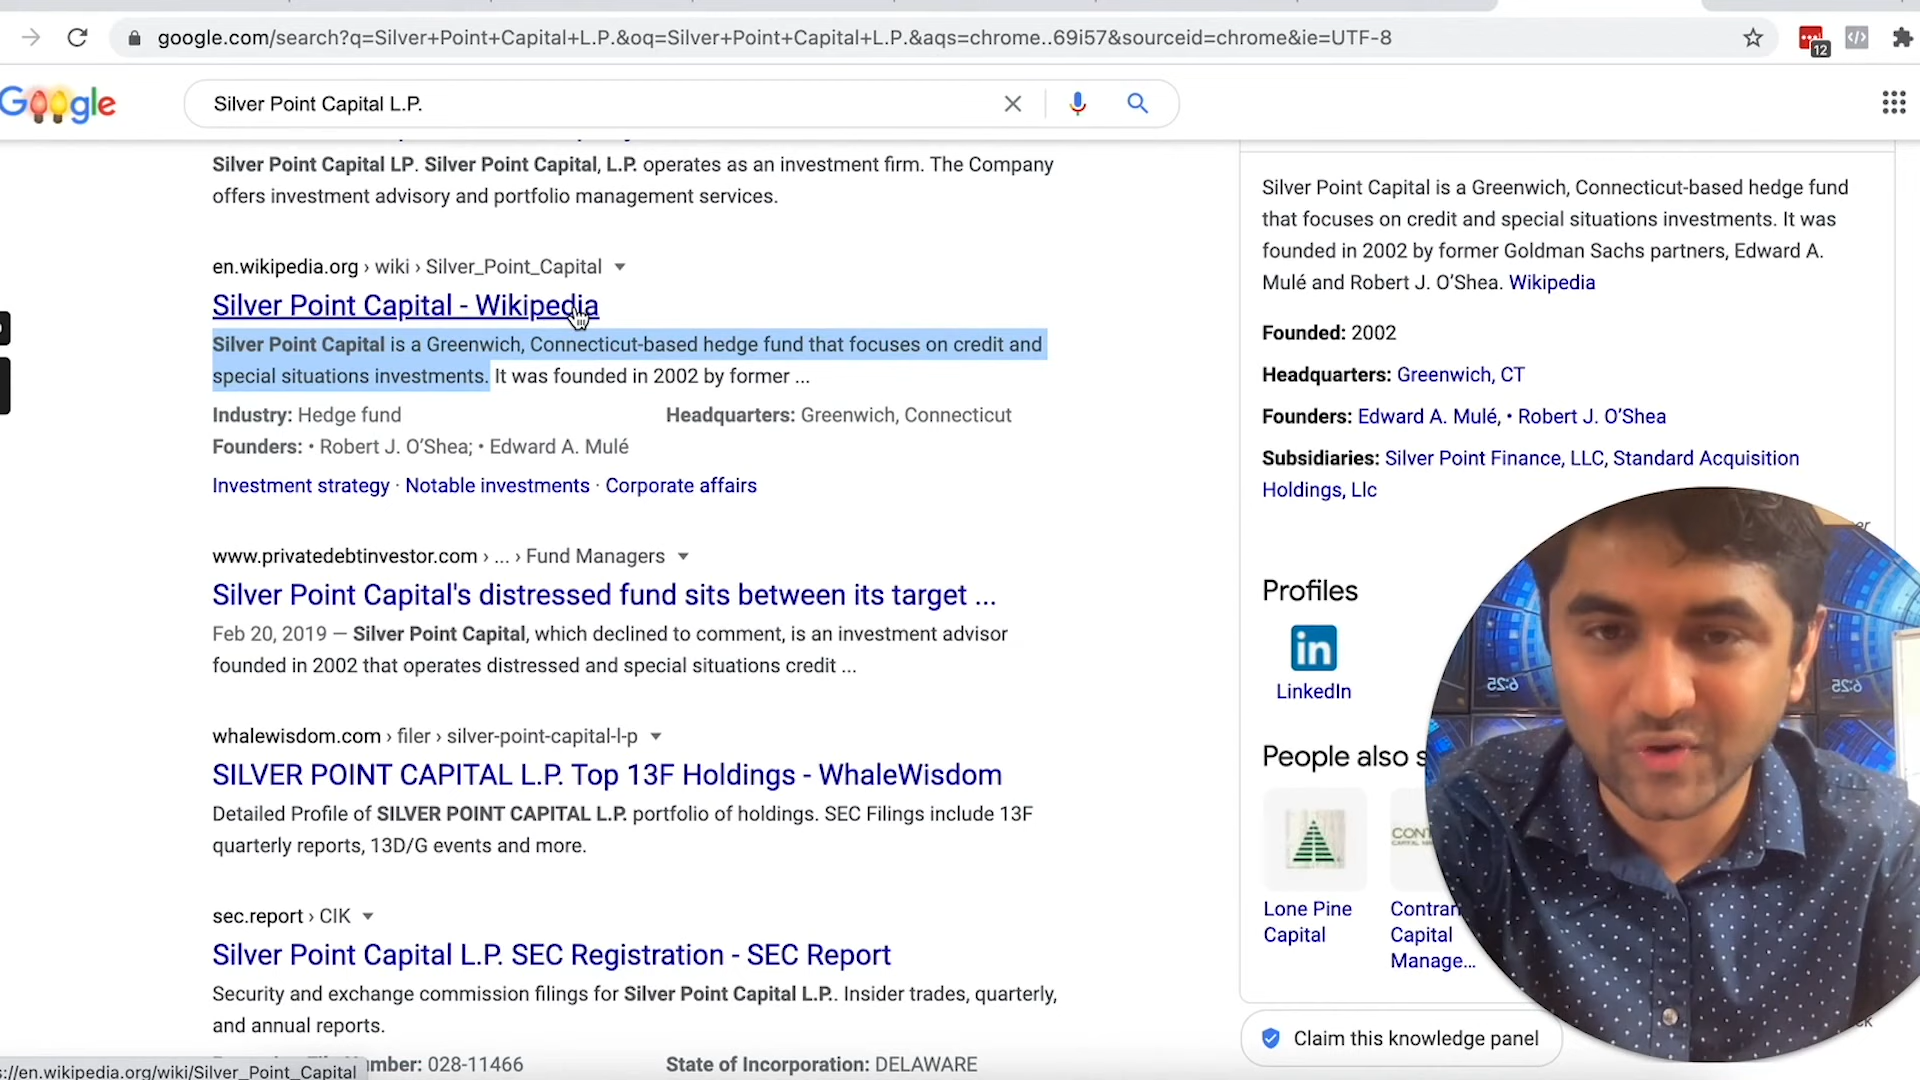 google.com/search?q=Silver+Point+Capital+L.P.&oq=Silver+Point+Capital+L.P.&aqs=chrome..69i57&sourceid=chrome&ie=UTF-8
12
Google
Silver Point Capital L.P.
Silver Point Capital LP. Silver Point Capital, L.P. operates as an investment firm. The Company
offers investment advisory and portfolio management services.
en.wikipedia.org › wiki › Silver_Point_Capital
Silver Point Capital - Wikipedia
Silver Point Capital is a Greenwich, Connecticut-based hedge fund that focuses on credit and
special situations investments. It was founded in 2002 by former ...
Industry: Hedge fund
Headquarters: Greenwich, Connecticut
Founders: • Robert J. O’Shea; • Edward A. Mulé
Investment strategy · Notable investments · Corporate affairs
www.privatedebtinvestor.com › ... › Fund Managers
Silver Point Capital's distressed fund sits between its target ...
Feb 20, 2019 — Silver Point Capital, which declined to comment, is an investment advisor
founded in 2002 that operates distressed and special situations credit ...
whalewisdom.com › filer › silver-point-capital-l-p
SILVER POINT CAPITAL L.P. Top 13F Holdings - WhaleWisdom
Detailed Profile of SILVER POINT CAPITAL L.P. portfolio of holdings. SEC Filings include 13F
quarterly reports, 13D/G events and more.
sec.report › CIK
Silver Point Capital L.P. SEC Registration - SEC Report
Security and exchange commission filings for Silver Point Capital L.P.. Insider trades, quarterly,
and annual reports.
mber: 028-11466
State of Incorporation: DELAWARE
s://en.wikipedia.org/wiki/Silver_Point_Capital
Silver Point Capital is a Greenwich, Connecticut-based hedge fund
that focuses on credit and special situations investments. It was
founded in 2002 by former Goldman Sachs partners, Edward A.
Mulé and Robert J. O’Shea. Wikipedia
Founded: 2002
Headquarters: Greenwich, CT
Founders: Edward A. Mulé, • Robert J. O’Shea
Subsidiaries: Silver Point Finance, LLC, Standard Acquisition
Holdings, Llc
Profiles
in
LinkedIn
6:25
6:25
People also s
CONT
Lone Pine
Capital
Contran
Capital
Manage...
Claim this knowledge panel